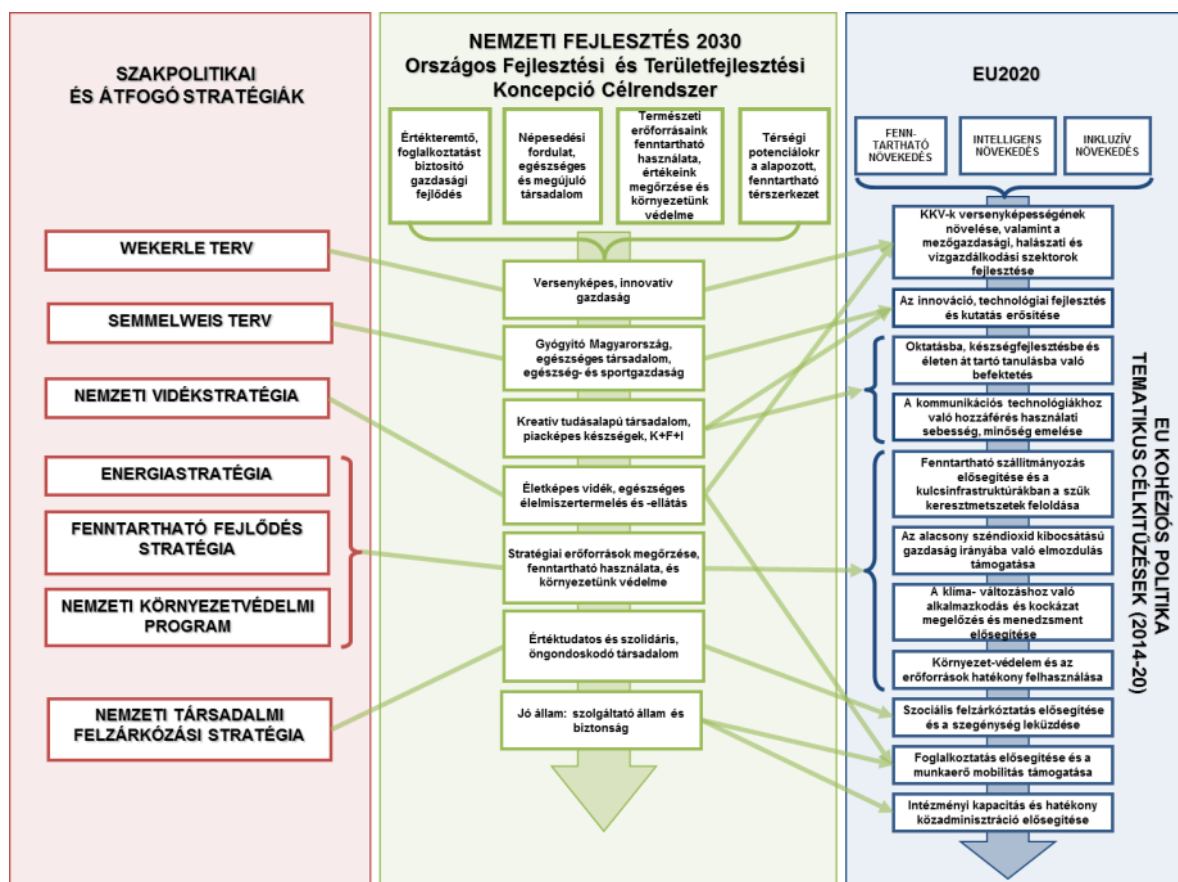 SZAKPOLITIKAI
ÉS ÁTFOGÓ STRATÉGIÁK
WEKERLE TERV
SEMMELWEIS TERV
NEMZETI VIDÉKSTRATÉGIA
ENERGIASTRATÉGIA
FENNTARTHATÓ FEJLŐDÉS
STRATÉGIA
NEMZETI KÖRNYEZETVÉDELMI
PROGRAM
NEMZETI TÁRSADALMI
FELZÁRKÓZÁSI STRATÉGIA
NEMZETI FEJLESZTÉS 2030
Országos Fejlesztési és Területfejlesztési
Koncepció Célrendszer
Értékteremtő,
foglalkoztatást
biztosító
gazdasági
fejlődés
Népesedési
fordulat,
egészséges
és megújuló
társadalom
Természeti
erőforrásaink
fenntartható
használata,
értékeink
megőrzése és
környezetünk
védelme
Térségi
potenciálokr
a alapozott,
fenntartható
térszerkezet
Versenyképes, innovatív
gazdaság
Gyógyító Magyarország,
egészséges társadalom,
egészség- és sportgazdaság
Kreatív tudásalapú társadalom,
piacképes készségek, K+F+I
Életképes vidék, egészséges
élelmiszertermelés és -ellátás
Stratégiai erőforrások megőrzése,
fenntartható használata, és
környezetünk védelme
Értéktudatos és szolidáris,
öngondoskodó társadalom
Jó állam: szolgáltató állam és
biztonság
EU2020
FENN-
TARTHATÓ
NÖVEKEDÉS
INTELLIGENS
NÖVEKEDÉS
INKLUZÍV
NÖVEKEDÉS
KKV-k versenyképességének
növelése, valamint a
mezőgazdasági, halászati és
vízgazdálkodási szektorok
fejlesztése
Az innováció, technológiai fejlesztés
és kutatás erősítése
Oktatásba, készségfejlesztésbe és
életen át tartó tanulásba való
befektetés
A kommunikációs technológiákhoz
való hozzáférés használati
sebesség, minőség emelése
Fenntartható szállítmányozás
elősegítése és a
kulcsinfrastruktúrákban a szűk
keresztmetszetek feloldása
Az alacsony széndioxid kibocsátású
gazdaság irányába való elmozdulás
támogatása
A klíma- változáshoz való
alkalmazkodás és kockázat
megelőzés és menedzsment
elősegítése
Környezet-védelem és az
erőforrások hatékony felhasználása
Szociális felzárkóztatás elősegítése
és a szegénység leküzdése
Foglalkoztatás elősegítése és a
munkaerő mobilitás támogatása
Intézményi kapacitás és hatékony
közadminisztráció elősegítése
EU KOHÉZIÓS POLITIKA
TEMATIKUS CÉLKITŰZÉSEK (2014-20)